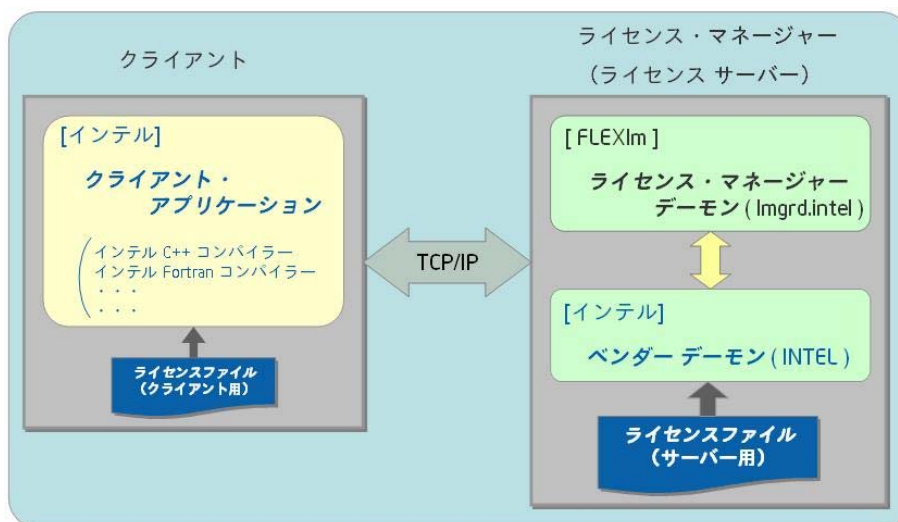 クライアント
[インテル]
クライアント・
アプリケーション
インテル C++ コンパイラー
インテル Fortran コンパイラー
・・・
・・・
ライセンスファイル
(クライアント用)
TCP/IP
ライセンス・マネージャー
(ライセンス サーバー)
[ FLEXlm ]
ライセンス・マネージャー
デーモン ( lmgrd.intel )
[インテル]
ベンダー デーモン ( INTEL )
ライセンスファイル
(サーバー用)